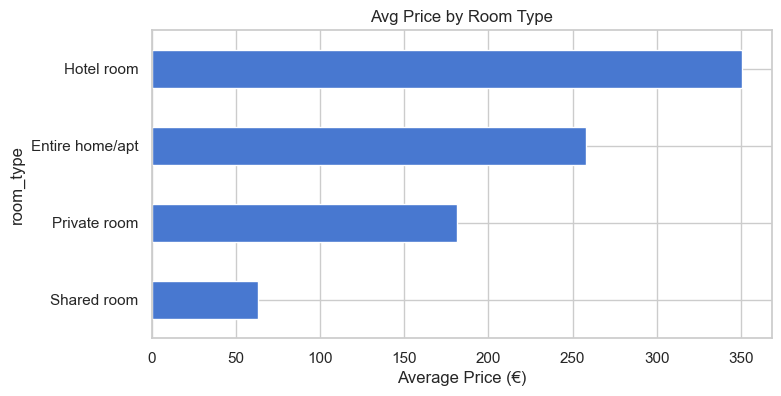 Avg Price by Room Type
Hotel room
Entire home/apt
Private room
Shared room
room_type
0 50 100 150 200 250 300 350
Average Price (€)